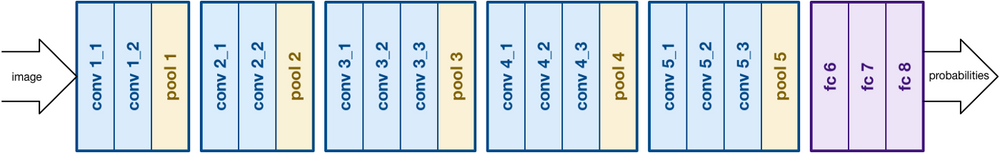 image
conv 1_1
conv 1_2
pool 1
conv 2_1
conv 2_2
pool 2
conv 3_1
conv 3_2
conv 3_3
pool 3
conv 4_1
conv 4_2
conv 4_3
pool 4
conv 5_1
conv 5_2
conv 5_3
pool 5
fc 6
fc 7
fc 8
probabilities